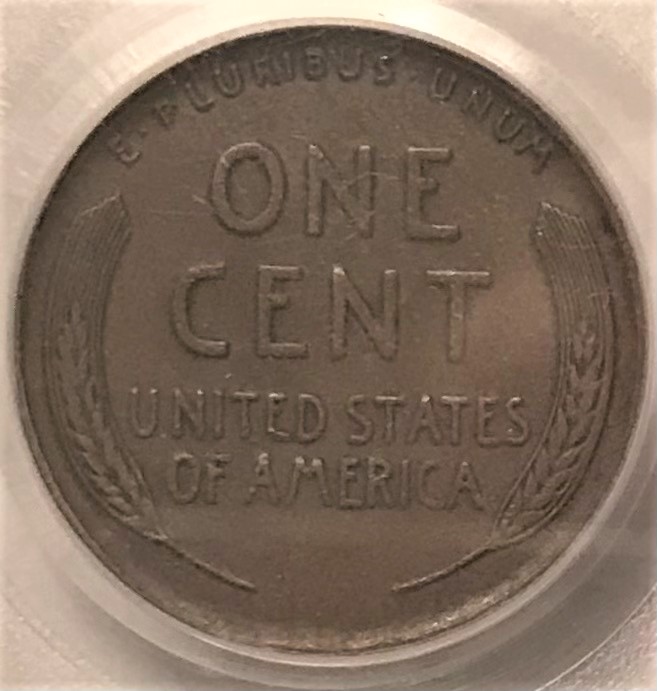 E · PLURIBUS · UNUM
ONE
CENT
UNITED STATES
OF AMERICA